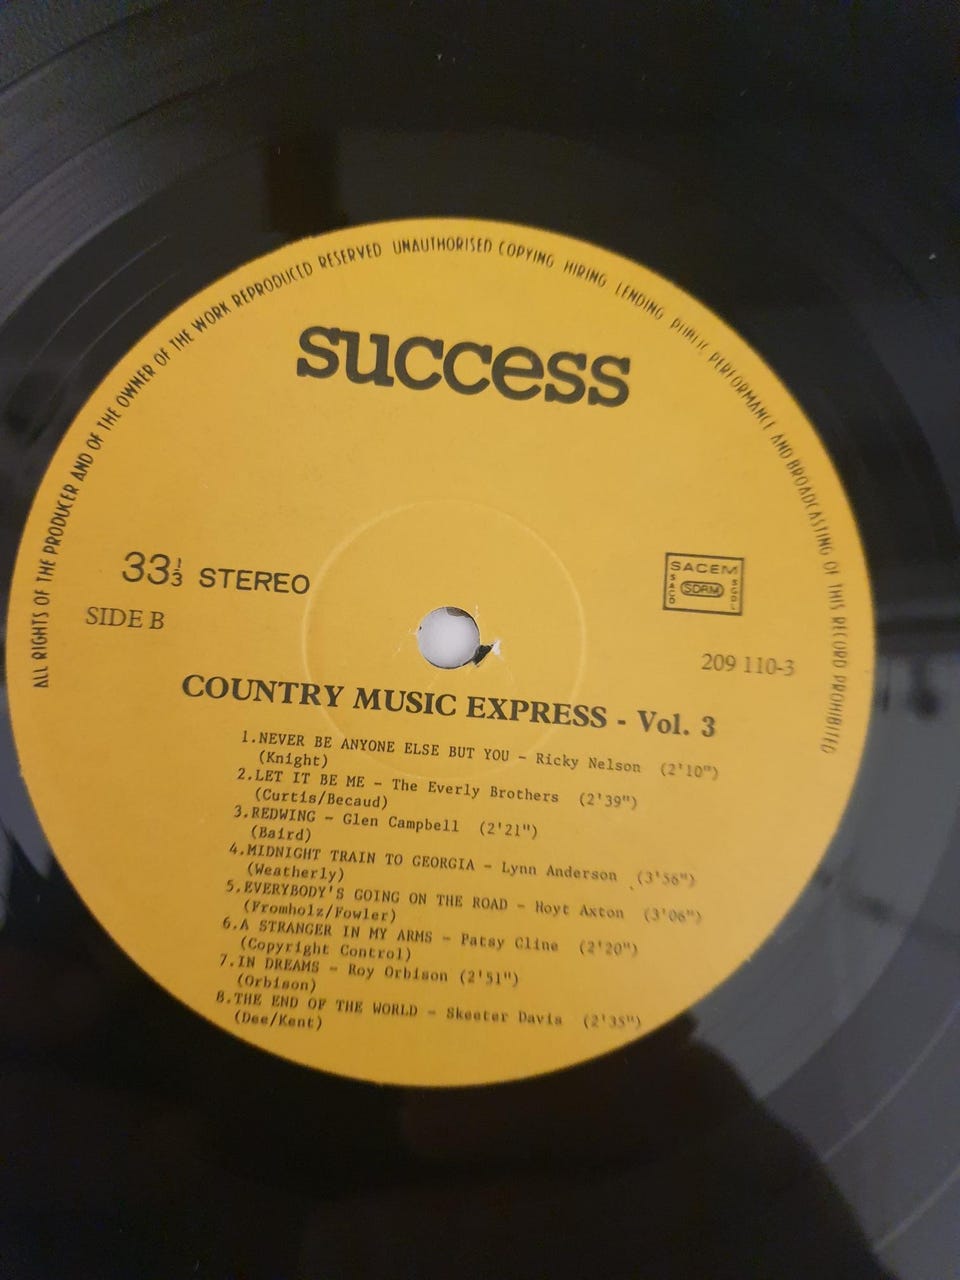 ALL RIGHTS OF THE PRODUCER AND OF THE OWNER OF THE WORK REPRODUCED RESERVED UNAUTHORISED COPYING HIRING LENDING PUBLIC PERFORMANCE AND BROADCASTING OF THIS RECORD PROHIBITED
success
33⅓ STEREO
SIDE B
SACEM
SACD
SDRM
SGDL
209 110-3
COUNTRY MUSIC EXPRESS - Vol. 3
1.NEVER BE ANYONE ELSE BUT YOU - Ricky Nelson (2'10")
(Knight)
2.LET IT BE ME - The Everly Brothers (2'39")
(Curtis/Becaud)
3.REDWING - Glen Campbell (2'21")
(Baird)
4.MIDNIGHT TRAIN TO GEORGIA - Lynn Anderson (3'56")
(Weatherly)
5.EVERYBODY'S GOING ON THE ROAD - Hoyt Axton (3'06")
(Fromholz/Fowler)
6.A STRANGER IN MY ARMS - Patsy Cline (2'20")
(Copyright Control)
7.IN DREAMS - Roy Orbison (2'51")
(Orbison)
8.THE END OF THE WORLD - Skeeter Davis (2'35")
(Dee/Kent)